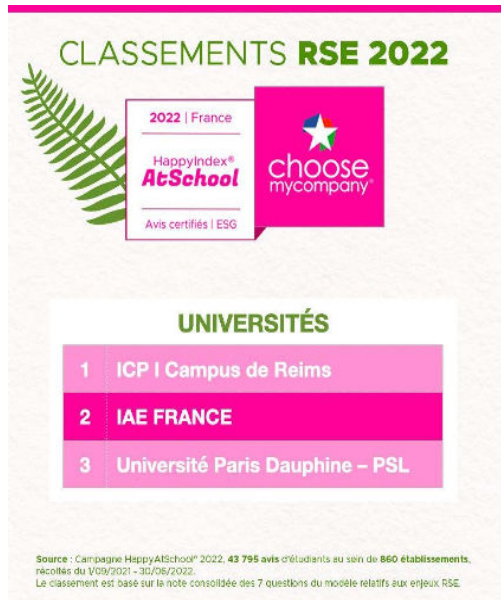 CLASSEMENTS RSE 2022
2022 | France
HappyIndex®
AtSchool
Avis certifiés | ESG
choose
mycompany®
UNIVERSITÉS
1 ICP I Campus de Reims
2 IAE FRANCE
3 Université Paris Dauphine – PSL
Source : Campagne HappyAtSchool® 2022, 43 795 avis d'étudiants au sein de 860 établissements,
récoltés du 1/09/2021 - 30/06/2022.
Le classement est basé sur la note consolidée des 7 questions du modèle relatifs aux enjeux RSE.